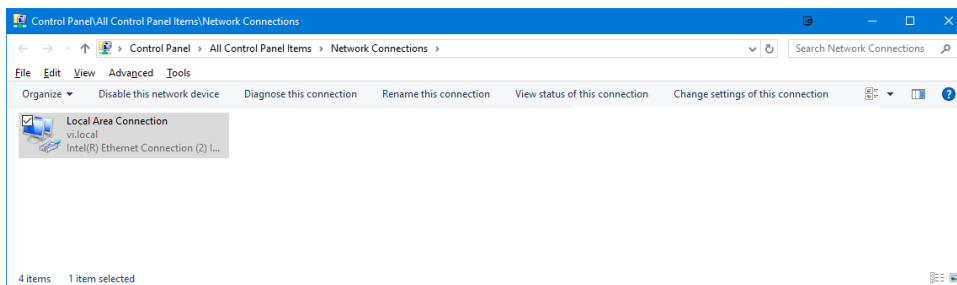 Control Panel\All Control Panel Items\Network Connections
Control Panel > All Control Panel Items > Network Connections >
Search Network Connections
File Edit View Advanced Tools
Organize Disable this network device Diagnose this connection Rename this connection View status of this connection Change settings of this connection
Local Area Connection
vi.local
Intel(R) Ethernet Connection (2) I...
4 items 1 item selected